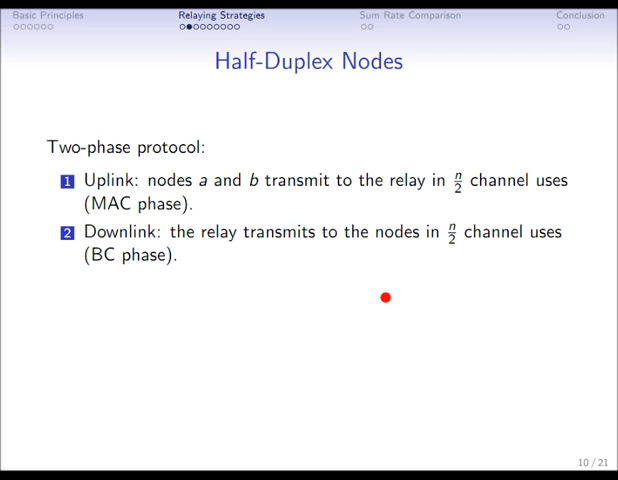 Basic Principles Relaying Strategies Sum Rate Comparison Conclusion
Half-Duplex Nodes
Two-phase protocol:
1 Uplink: nodes a and b transmit to the relay in n/2 channel uses
(MAC phase).
2 Downlink: the relay transmits to the nodes in n/2 channel uses
(BC phase).
10 / 21